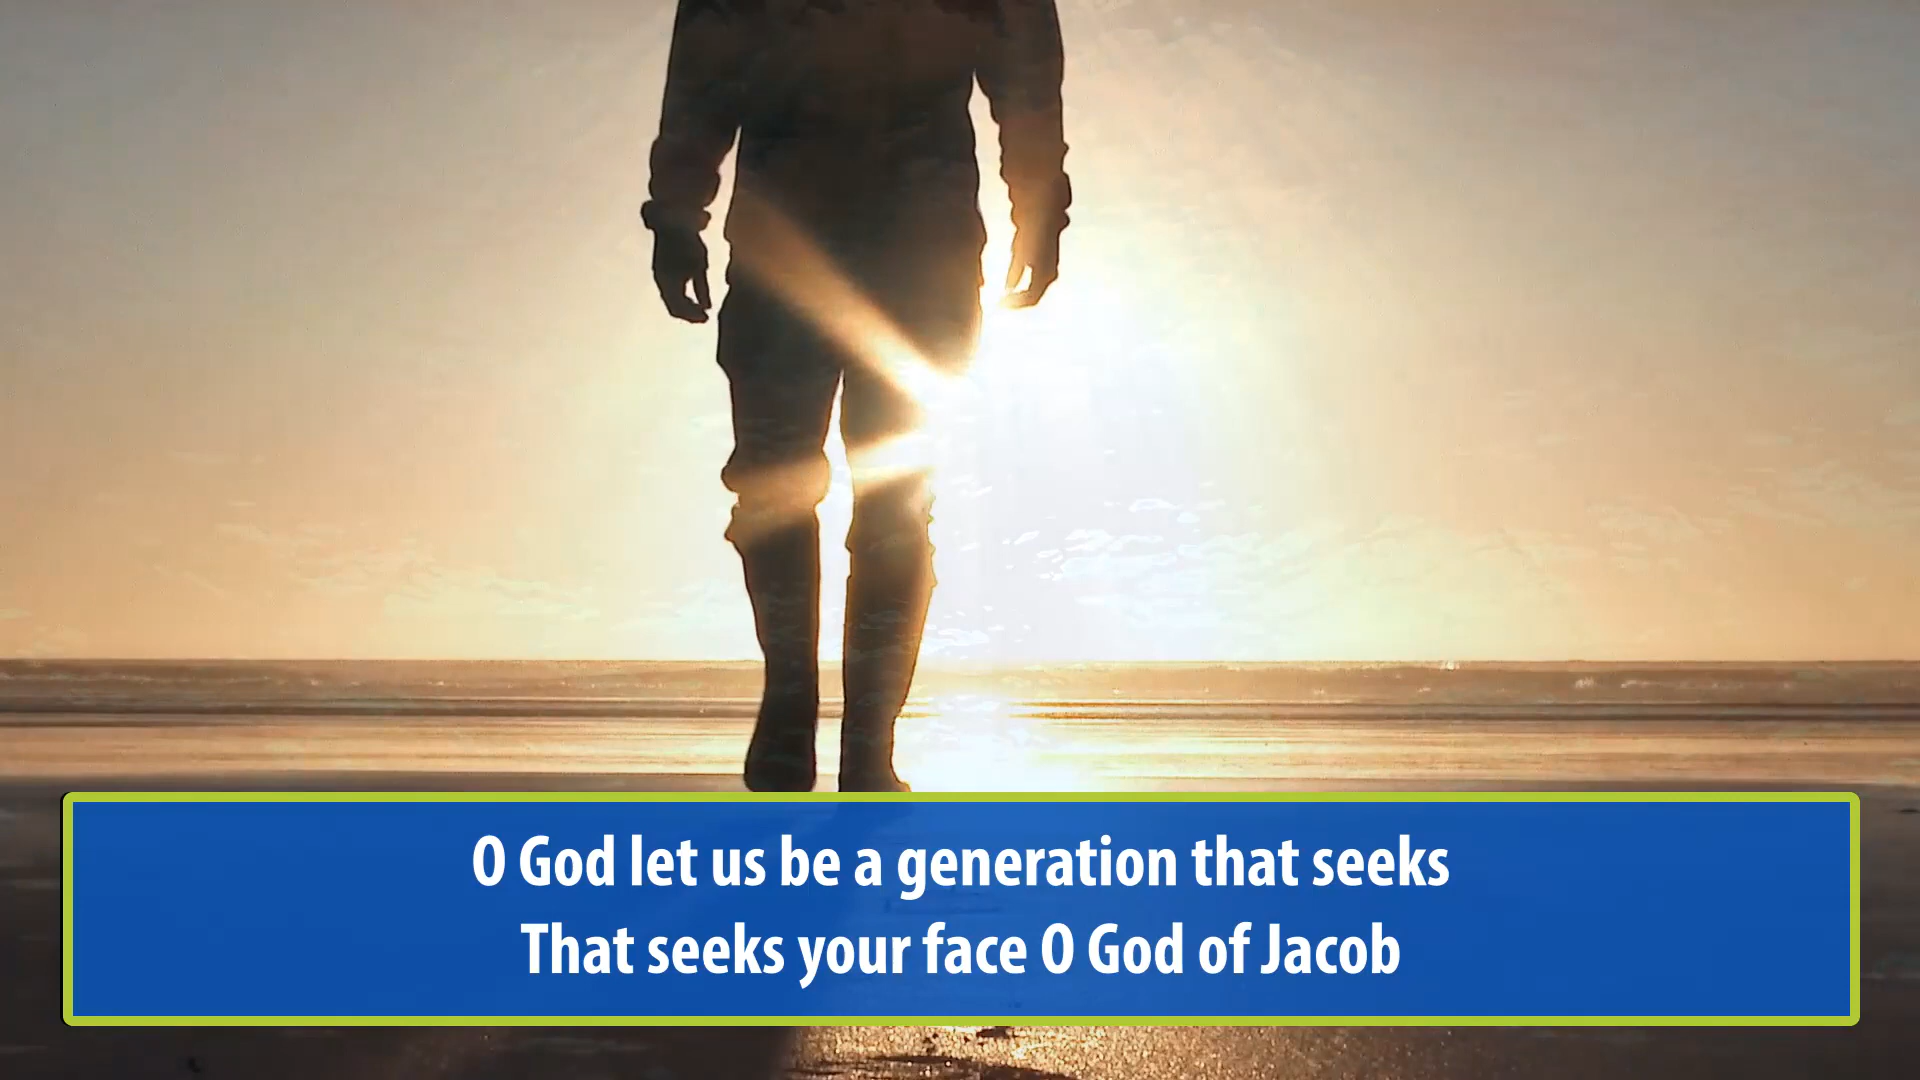 O God let us be a generation that seeks
That seeks your face O God of Jacob